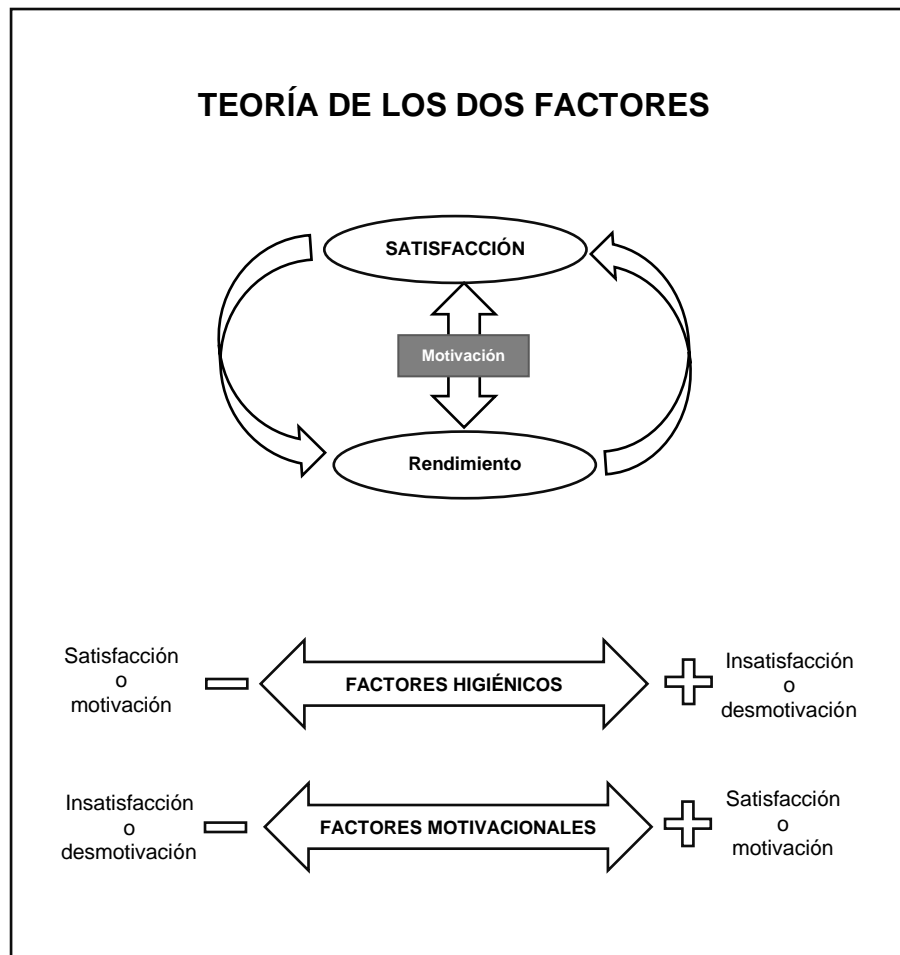 TEORÍA DE LOS DOS FACTORES
SATISFACCIÓN
Motivación
Rendimiento
Satisfacción
o
motivación
FACTORES HIGIÉNICOS
Insatisfacción
o
desmotivación
Insatisfacción
o
desmotivación
FACTORES MOTIVACIONALES
Satisfacción
o
motivación